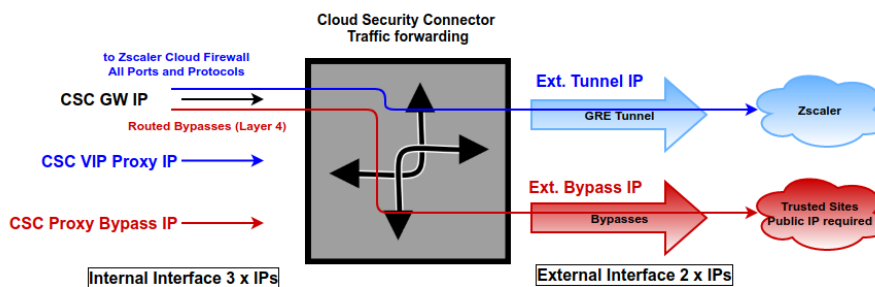 Cloud Security Connector
Traffic forwarding
to Zscaler Cloud Firewall
All Ports and Protocols
CSC GW IP
Routed Bypasses (Layer 4)
CSC VIP Proxy IP
CSC Proxy Bypass IP
Internal Interface 3 x IPs
Ext. Tunnel IP
GRE Tunnel
Zscaler
Ext. Bypass IP
Bypasses
Trusted Sites
Public IP required
External Interface 2 x IPs